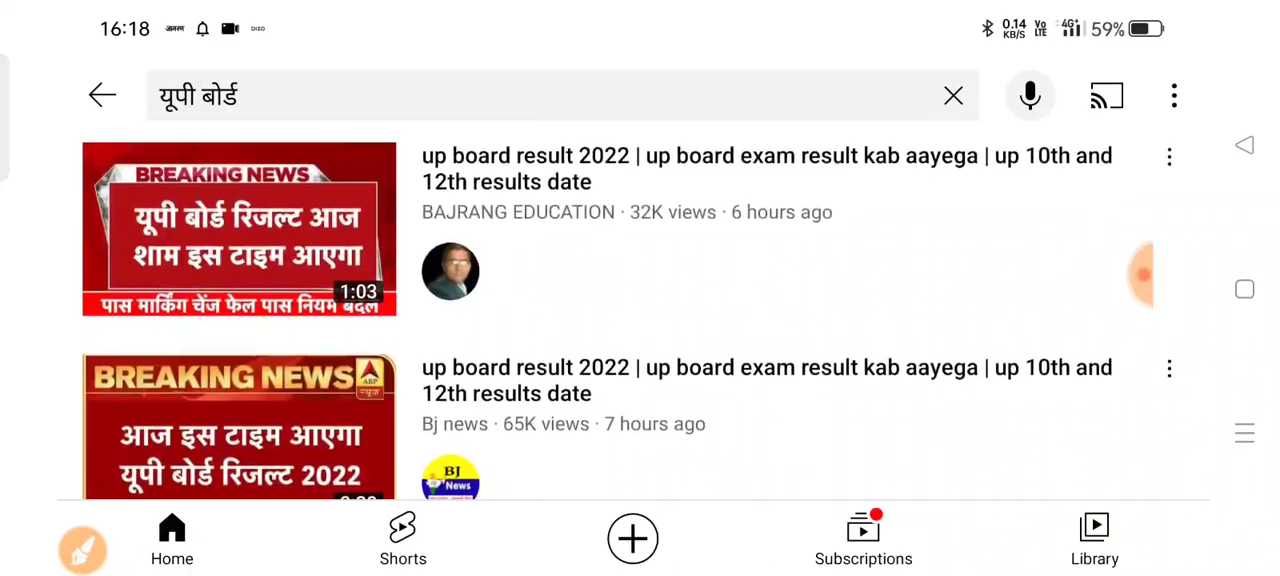 16:18 जागरण DIZO 0.14 KB/S Vo LTE 4G+ 59%
यूपी बोर्ड
BREAKING NEWS
यूपी बोर्ड रिजल्ट आज
शाम इस टाइम आएगा
1:03
पास मार्किंग चेंज फेल पास नियम बदले
up board result 2022 | up board exam result kab aayega | up 10th and
12th results date
BAJRANG EDUCATION · 32K views · 6 hours ago
BREAKING NEWS
ABP
न्यूज़
आज इस टाइम आएगा
यूपी बोर्ड रिजल्ट 2022
up board result 2022 | up board exam result kab aayega | up 10th and
12th results date
Bj news · 65K views · 7 hours ago
BJ
News
Home
Shorts
Subscriptions
Library